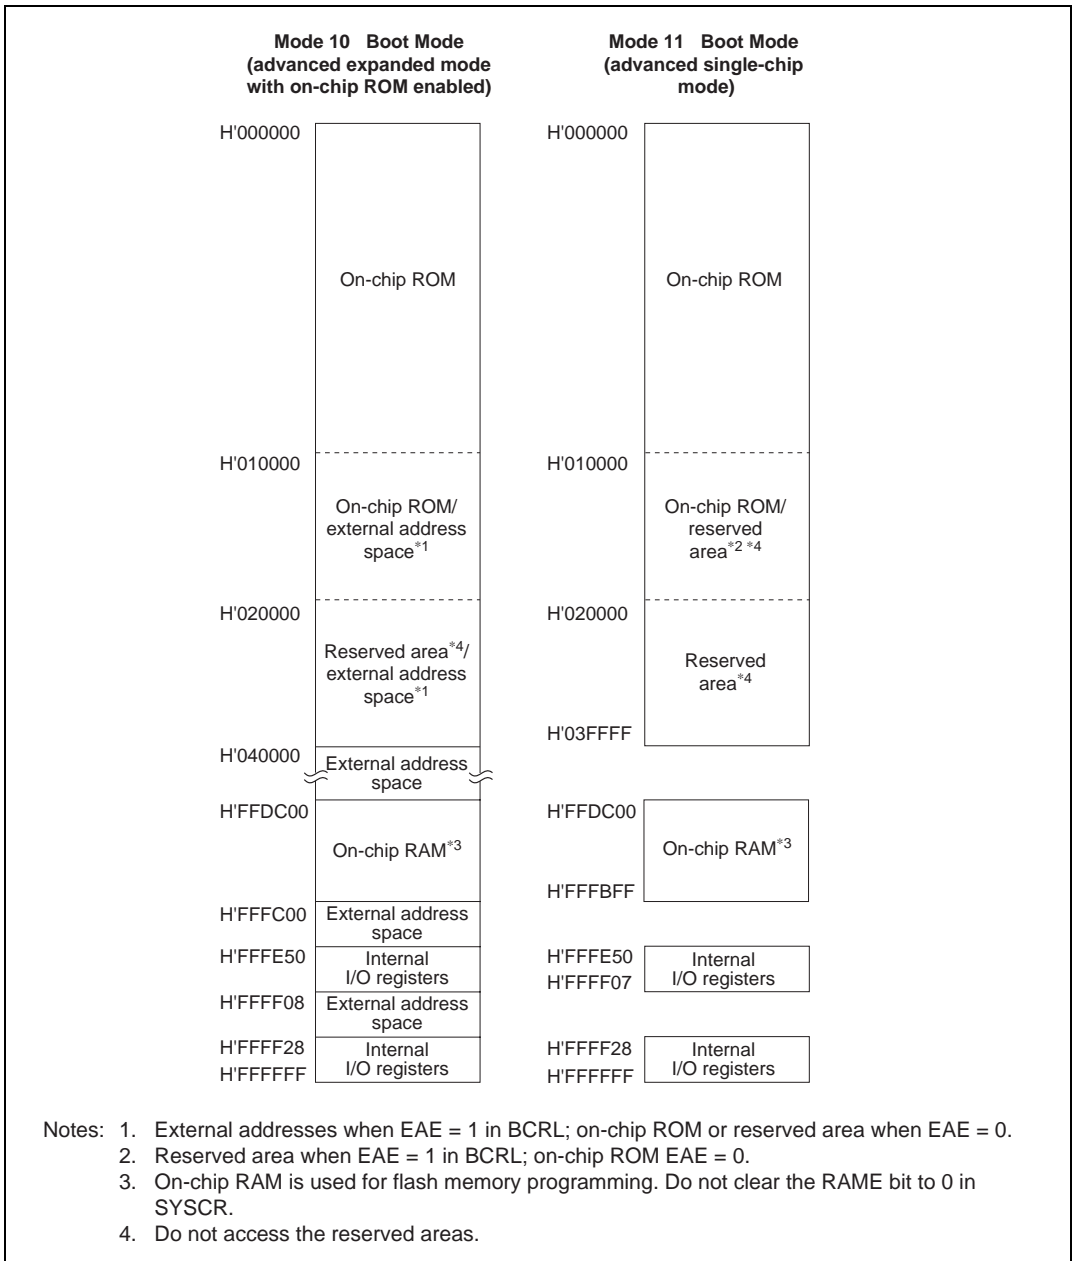 Mode 10 Boot Mode
(advanced expanded mode
with on-chip ROM enabled)
H'000000
On-chip ROM
H'010000
On-chip ROM/
external address
space*1
H'020000
Reserved area*4/
external address
space*1
H'040000
External address
space
H'FFDC00
On-chip RAM*3
H'FFFC00
External address
space
H'FFFE50
Internal
I/O registers
H'FFFF08
External address
space
H'FFFF28
Internal
I/O registers
H'FFFFFF
Mode 11 Boot Mode
(advanced single-chip
mode)
H'000000
On-chip ROM
H'010000
On-chip ROM/
reserved
area*2 *4
H'020000
Reserved
area*4
H'03FFFF
H'FFDC00
On-chip RAM*3
H'FFFBFF
H'FFFE50
Internal
I/O registers
H'FFFF07
H'FFFF28
Internal
I/O registers
H'FFFFFF
Notes: 1. External addresses when EAE = 1 in BCRL; on-chip ROM or reserved area when EAE = 0.
2. Reserved area when EAE = 1 in BCRL; on-chip ROM EAE = 0.
3. On-chip RAM is used for flash memory programming. Do not clear the RAME bit to 0 in
SYSCR.
4. Do not access the reserved areas.